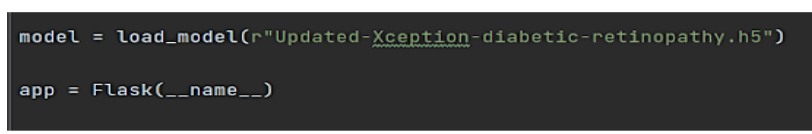 model = load_model(r"Updated-Xception-diabetic-retinopathy.h5")
app = Flask(__name__)